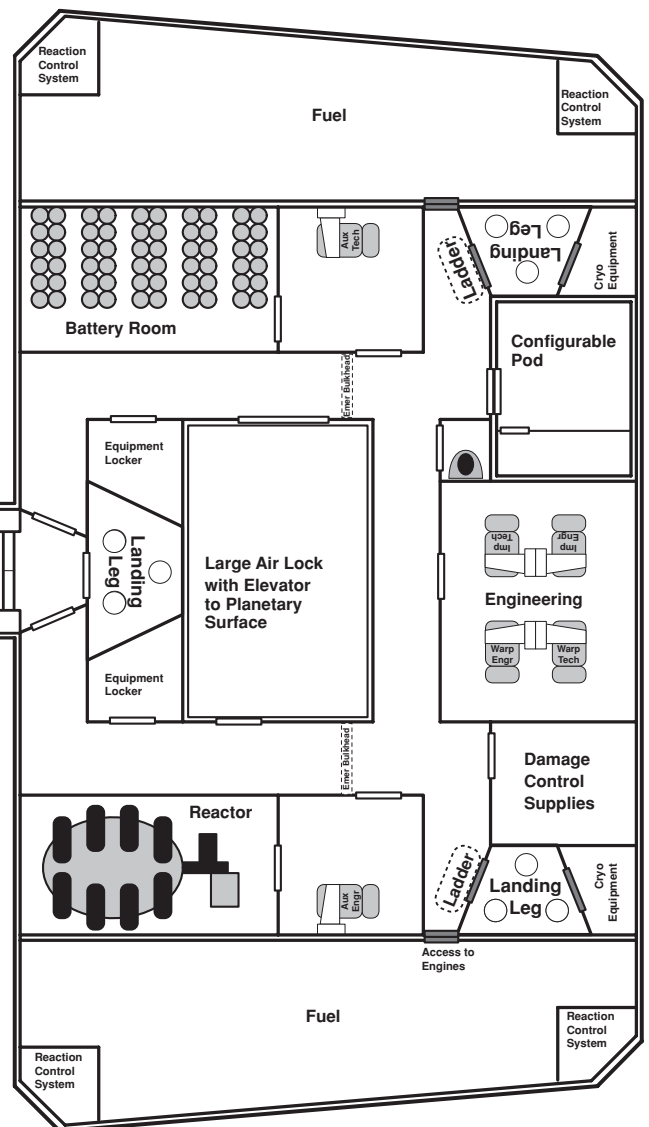 Reaction
Control
System
Fuel
Reaction
Control
System
Aux
Tech
Landing
Leg
Ladder
Cryo
Equipment
Battery Room
Configurable
Pod
Emer Bulkhead
Equipment
Locker
Landing
Leg
Large Air Lock
with Elevator
to Planetary
Surface
Imp
Tech
Imp
Engr
Engineering
Warp
Engr
Warp
Tech
Equipment
Locker
Emer Bulkhead
Damage
Control
Supplies
Reactor
Aux
Engr
Ladder
Landing
Leg
Cryo
Equipment
Access to
Engines
Fuel
Reaction
Control
System
Reaction
Control
System